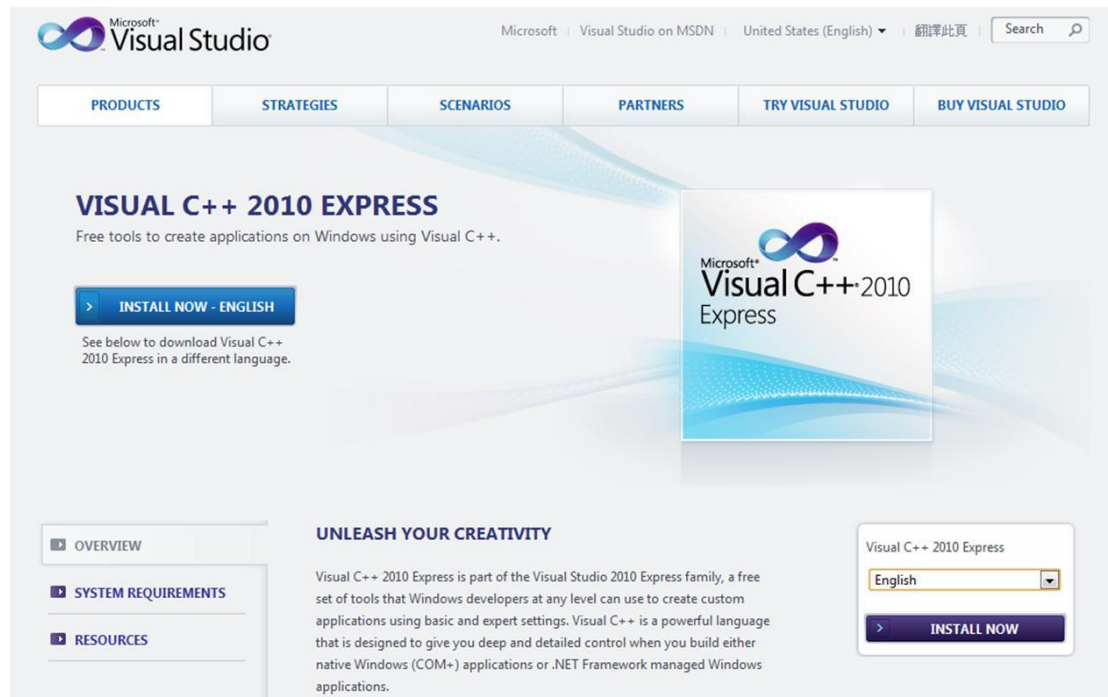 Microsoft®
Visual Studio®
Microsoft
Visual Studio on MSDN
United States (English)
翻譯此頁
Search
PRODUCTS
STRATEGIES
SCENARIOS
PARTNERS
TRY VISUAL STUDIO
BUY VISUAL STUDIO
VISUAL C++ 2010 EXPRESS
Free tools to create applications on Windows using Visual C++.
INSTALL NOW - ENGLISH
See below to download Visual C++
2010 Express in a different language.
Microsoft®
Visual C++® 2010
Express
OVERVIEW
SYSTEM REQUIREMENTS
RESOURCES
UNLEASH YOUR CREATIVITY
Visual C++ 2010 Express is part of the Visual Studio 2010 Express family, a free
set of tools that Windows developers at any level can use to create custom
applications using basic and expert settings. Visual C++ is a powerful language
that is designed to give you deep and detailed control when you build either
native Windows (COM+) applications or .NET Framework managed Windows
applications.
Visual C++ 2010 Express
English
INSTALL NOW